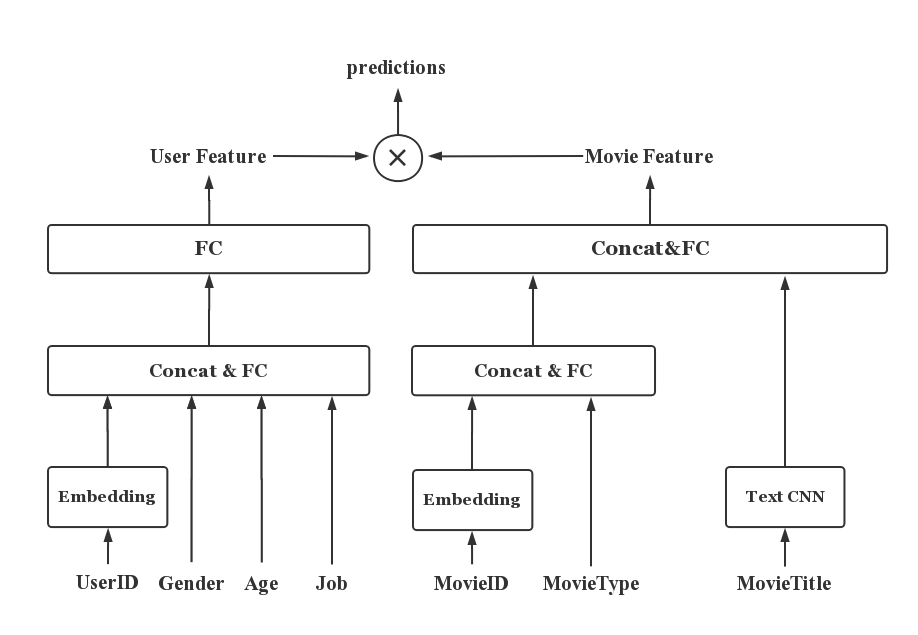 predictions
User Feature
Movie Feature
FC
Concat&FC
Concat & FC
Concat & FC
Embedding
Embedding
Text CNN
UserID
Gender
Age
Job
MovieID
MovieType
MovieTitle